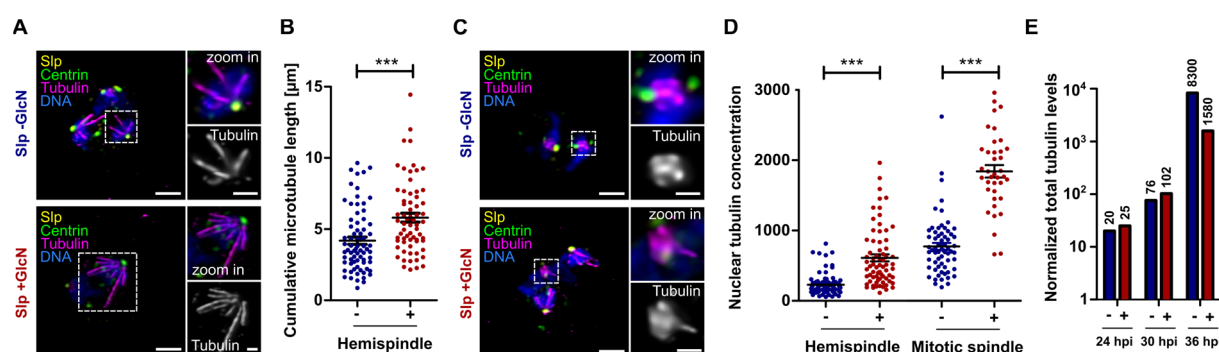 A
Slp -GlcN
Slp
Centrin
Tubulin
DNA
zoom in
Tubulin
Slp +GlcN
Slp
Centrin
Tubulin
DNA
zoom in
Tubulin
B
Cumulative microtubule length [µm]
15
10
5
0
***
- +
Hemispindle
C
Slp -GlcN
Slp
Centrin
Tubulin
DNA
zoom in
Tubulin
Slp +GlcN
Slp
Centrin
Tubulin
DNA
zoom in
Tubulin
D
Nuclear tubulin concentration
3000
2000
1000
0
***
***
- + - +
Hemispindle Mitotic spindle
E
Normalized total tubulin levels
10⁴
10²
10
1
20
25
76
102
8300
1580
- + - + - +
24 hpi 30 hpi 36 hp